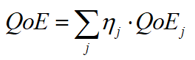 QoE = ∑_j η_j · QoE_j